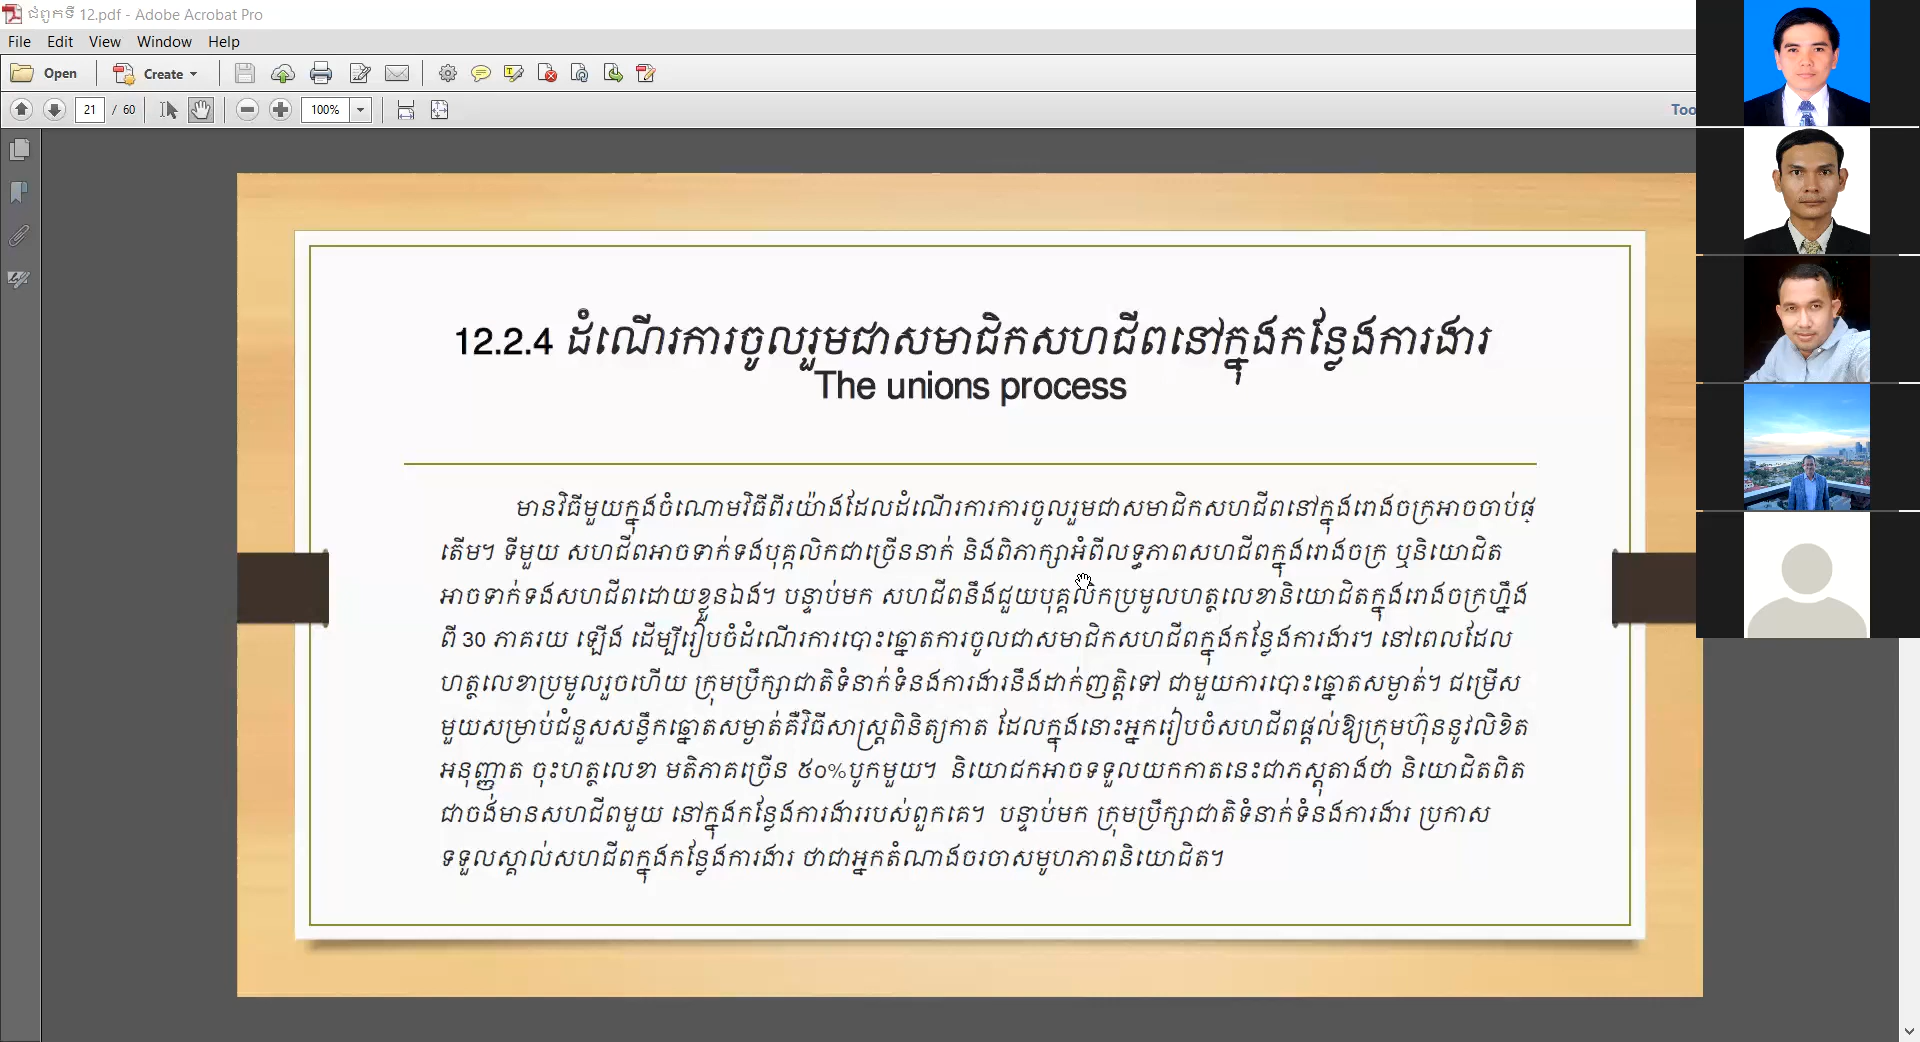 ជំពូកទី 12.pdf - Adobe Acrobat Pro
File Edit View Window Help
Open Create
21 / 60 100% Too
12.2.4 ដំណើរការចូលរួមជាសមាជិកសហជីពនៅក្នុងកន្លែងការងារ
The unions process
មានវិធីមួយក្នុងចំណោមវិធីពីរយ៉ាងដែលដំណើរការការចូលរួមជាសមាជិកសហជីពនៅក្នុងរោងចក្រអាចចាប់ផ្
តើម។ ទីមួយ សហជីពអាចទាក់ទងបុគ្គលិកជាច្រើននាក់ និងពិភាក្សាអំពីលទ្ធភាពសហជីពក្នុងរោងចក្រ ឬនិយោជិត
អាចទាក់ទងសហជីពដោយខ្លួនឯង។ បន្ទាប់មក សហជីពនឹងជួយបុគ្គលិកប្រមូលហត្ថលេខានិយោជិតក្នុងរោងចក្រហ្នឹង
ពី 30 ភាគរយ ឡើង ដើម្បីរៀបចំដំណើរការបោះឆ្នោតការចូលជាសមាជិកសហជីពក្នុងកន្លែងការងារ។ នៅពេលដែល
ហត្ថលេខាប្រមូលរួចហើយ ក្រុមប្រឹក្សាជាតិទំនាក់ទំនងការងារនឹងដាក់ញត្តិទៅ ជាមួយការបោះឆ្នោតសម្ងាត់។ ជម្រើស
មួយសម្រាប់ជំនួសសន្លឹកឆ្នោតសម្ងាត់គឺវិធីសាស្ត្រពិនិត្យកាត ដែលក្នុងនោះអ្នករៀបចំសហជីពផ្តល់ឱ្យក្រុមហ៊ុននូវលិខិត
អនុញ្ញាត ចុះហត្ថលេខា មតិភាគច្រើន ៥០%បូកមួយ។ និយោជកអាចទទួលយកកាតនេះជាភស្តុតាងថា និយោជិតពិត
ជាចង់មានសហជីពមួយ នៅក្នុងកន្លែងការងាររបស់ពួកគេ។ បន្ទាប់មក ក្រុមប្រឹក្សាជាតិទំនាក់ទំនងការងារ ប្រកាស
ទទួលស្គាល់សហជីពក្នុងកន្លែងការងារ ថាជាអ្នកតំណាងចរចាសមូហភាពនិយោជិត។